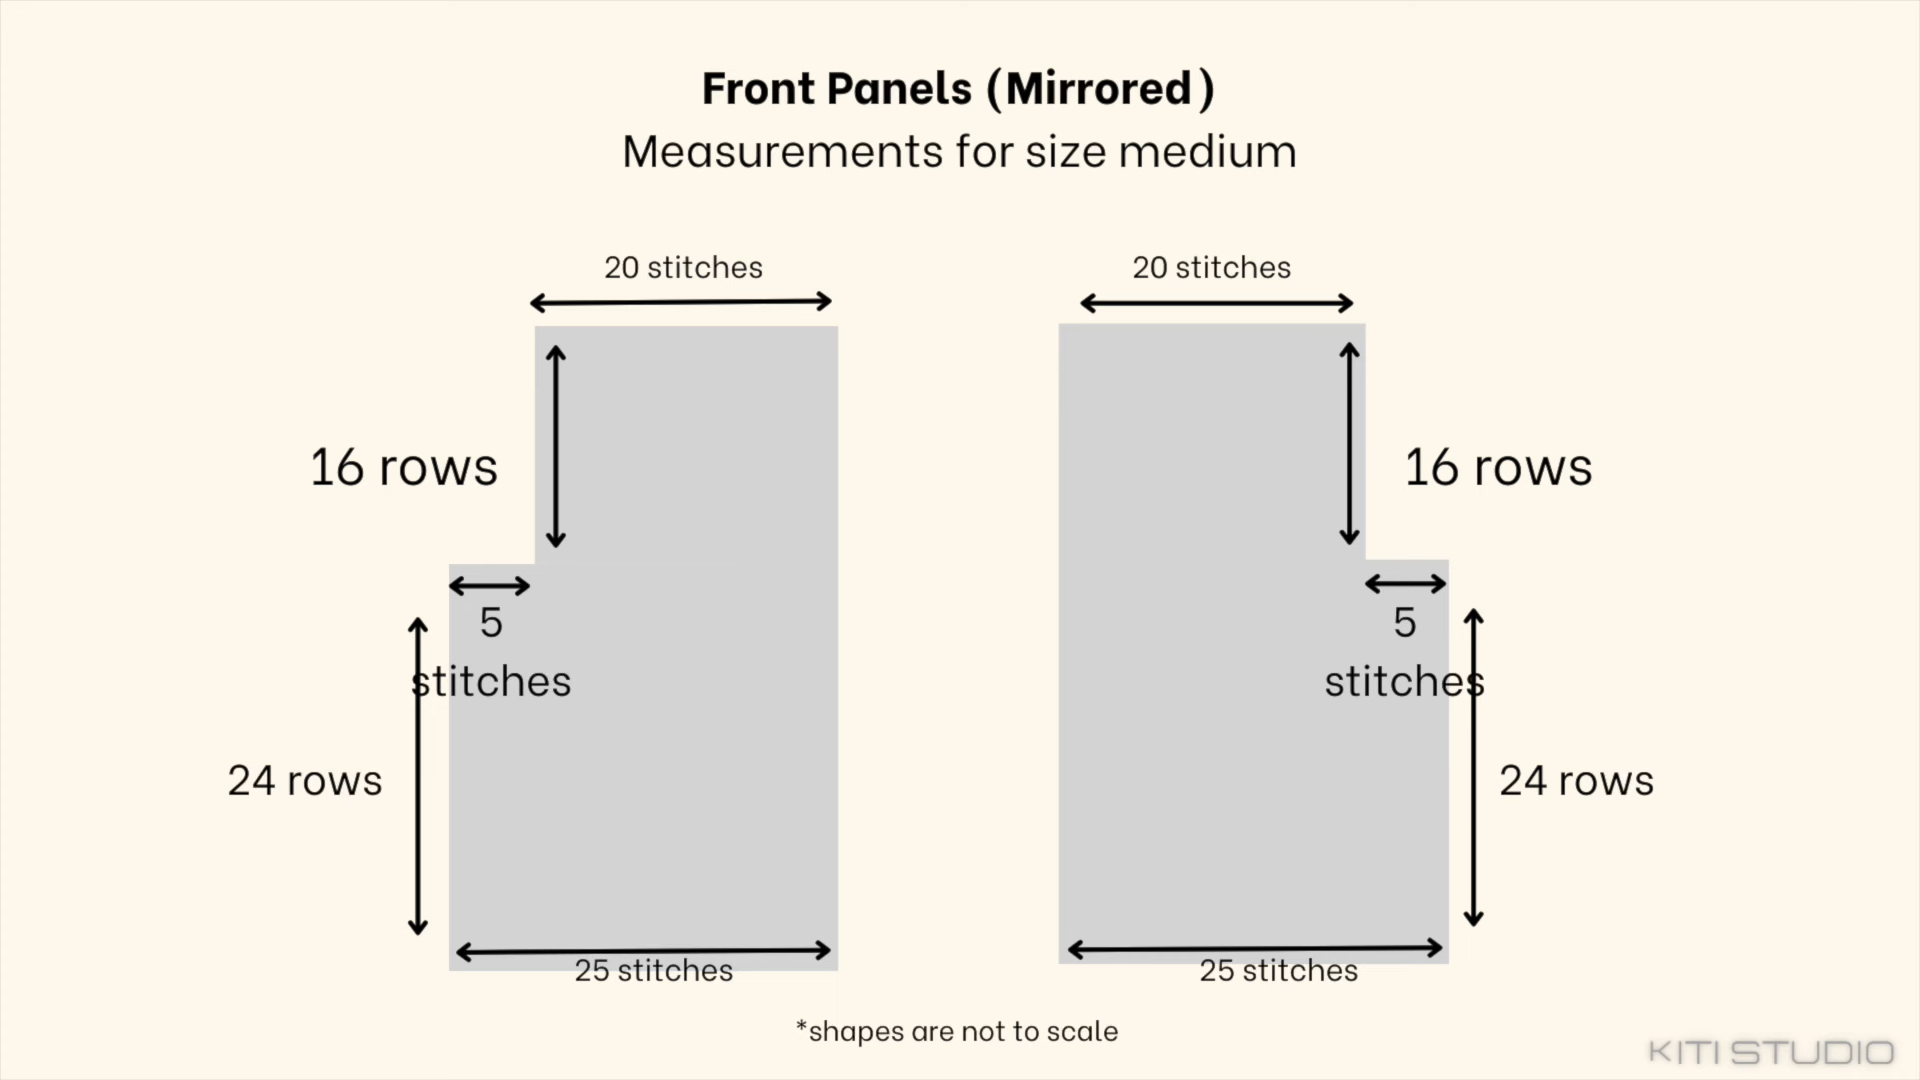 Front Panels (Mirrored)
Measurements for size medium
20 stitches
20 stitches
16 rows
16 rows
5
stitches
5
stitches
24 rows
24 rows
25 stitches
25 stitches
*shapes are not to scale
KITI STUDIO